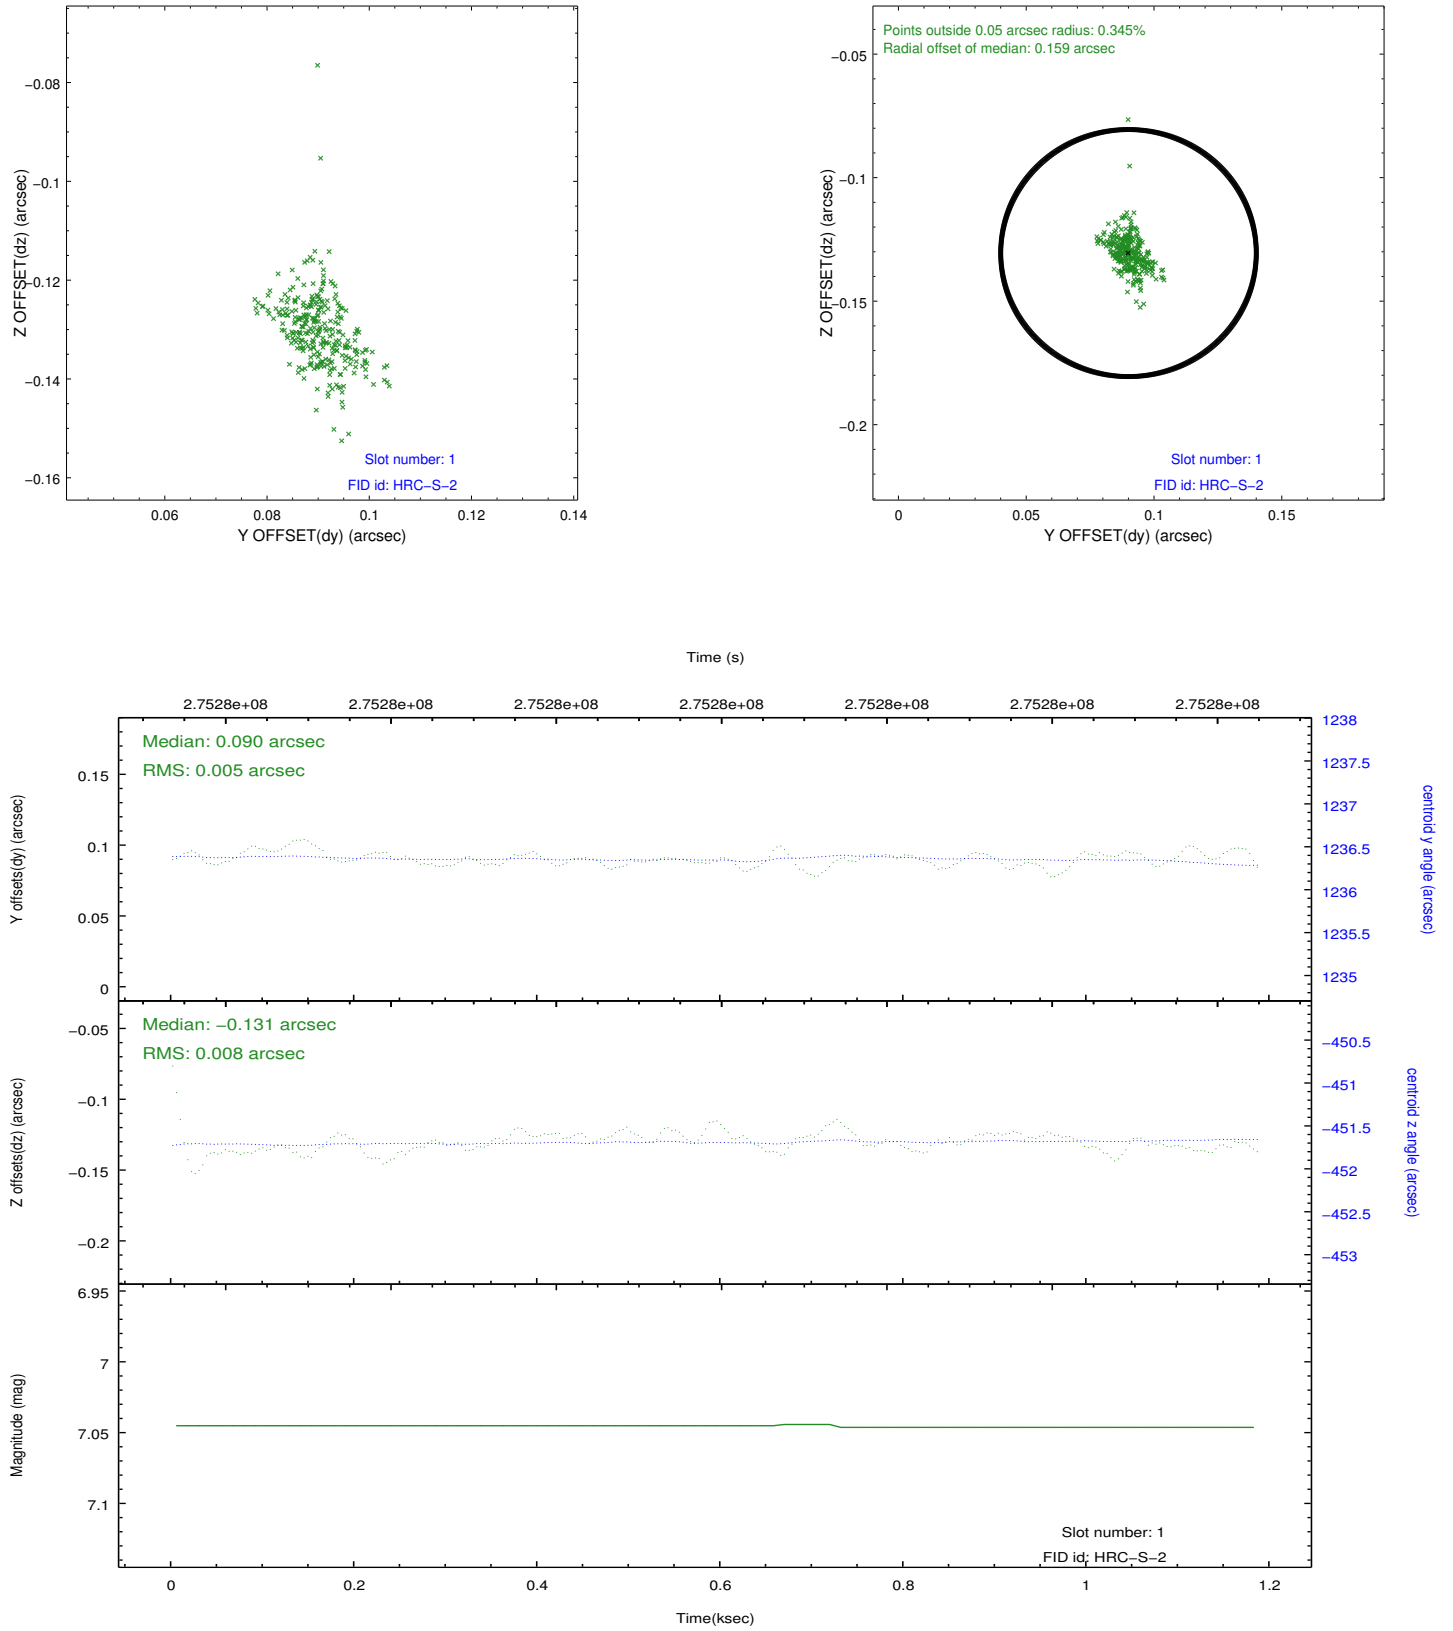 −0.08
−0.1
−0.12
−0.14
−0.16
Z OFFSET(dz) (arcsec)
0.06
0.08
0.1
0.12
0.14
Y OFFSET(dy) (arcsec)
Slot number: 1
FID id: HRC−S−2
Points outside 0.05 arcsec radius: 0.345%
Radial offset of median: 0.159 arcsec
−0.05
−0.1
−0.15
−0.2
Z OFFSET(dz) (arcsec)
0
0.05
0.1
0.15
Y OFFSET(dy) (arcsec)
Slot number: 1
FID id: HRC−S−2
Time (s)
2.7528e+08
2.7528e+08
2.7528e+08
2.7528e+08
2.7528e+08
2.7528e+08
2.7528e+08
Median: 0.090 arcsec
RMS: 0.005 arcsec
0.15
0.1
0.05
0
Y offsets(dy) (arcsec)
1238
1237.5
1237
1236.5
1236
1235.5
1235
centroid y angle (arcsec)
Median: −0.131 arcsec
RMS: 0.008 arcsec
−0.05
−0.1
−0.15
−0.2
Z offsets(dz) (arcsec)
−450.5
−451
−451.5
−452
−452.5
−453
centroid z angle (arcsec)
6.95
7
7.05
7.1
Magnitude (mag)
Slot number: 1
FID id: HRC−S−2
0
0.2
0.4
0.6
0.8
1
1.2
Time(ksec)